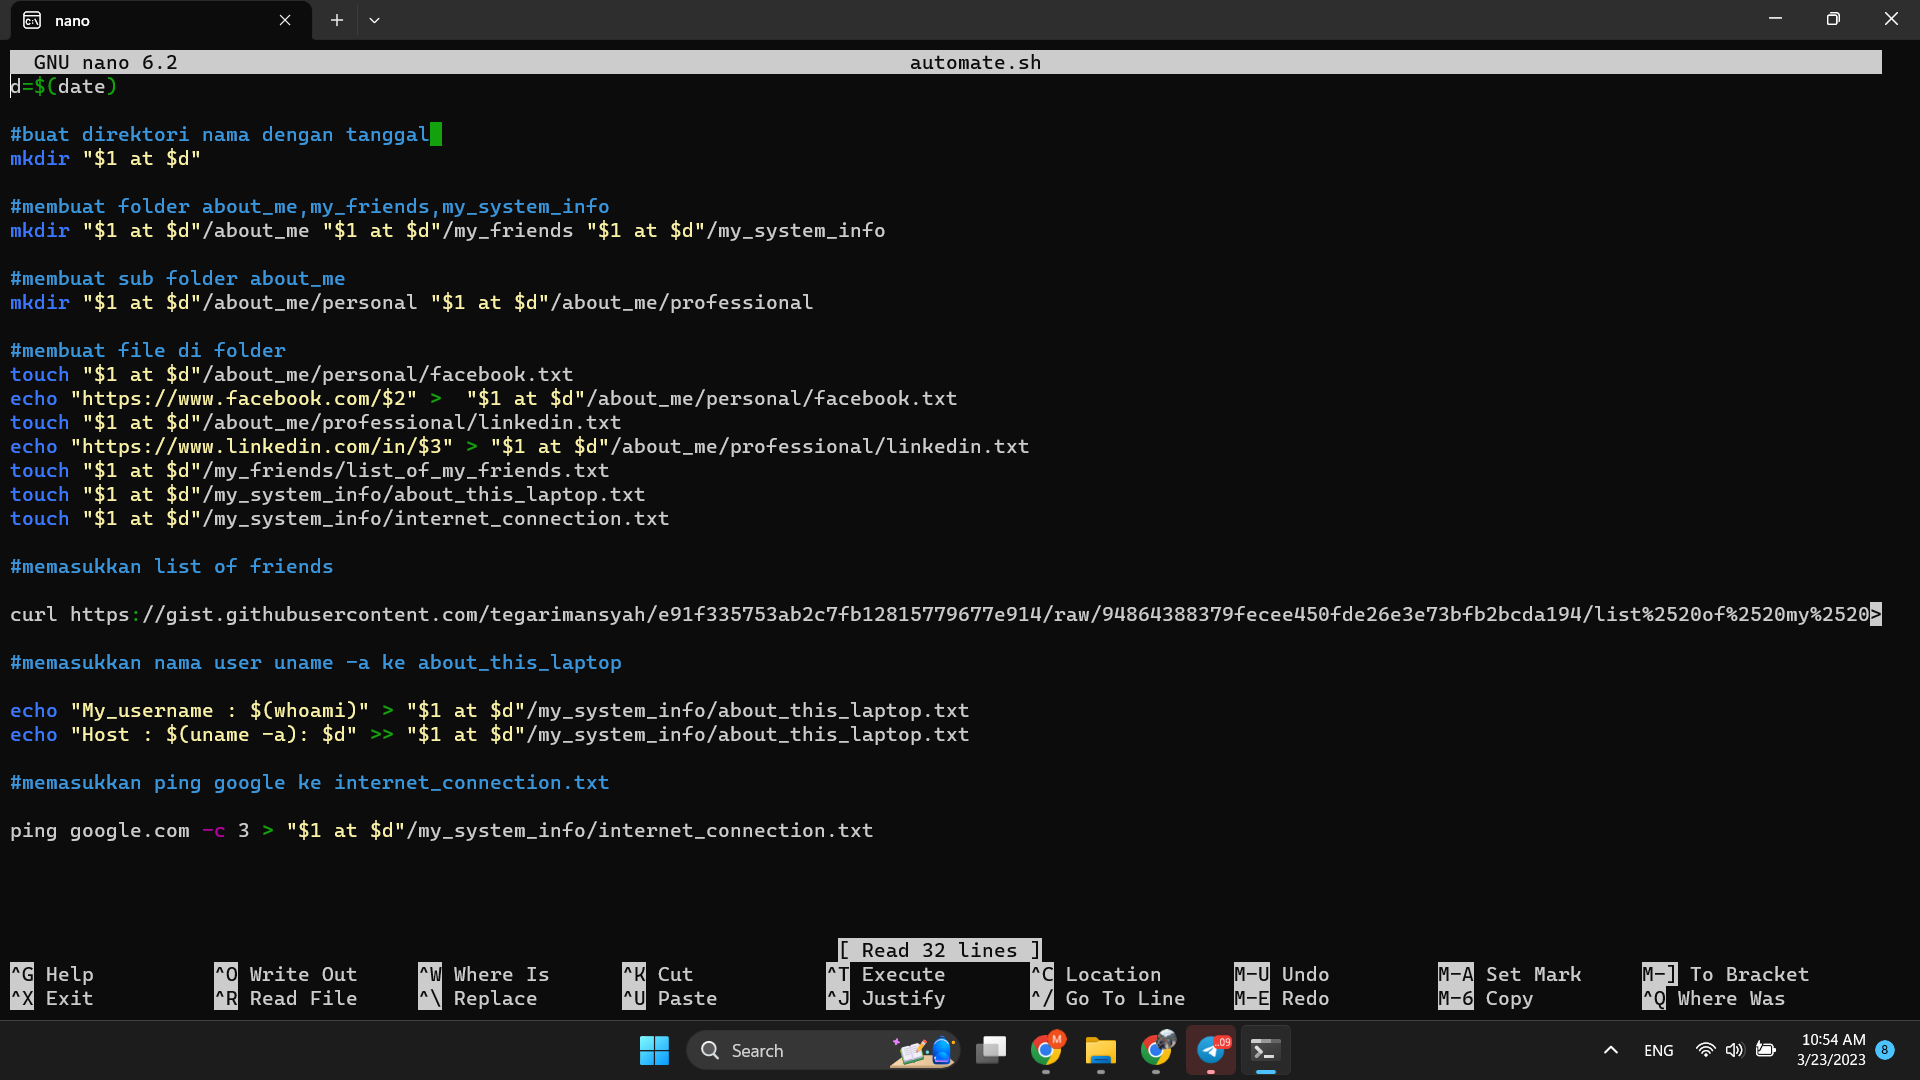 nano
GNU nano 6.2 automate.sh
d=$(date)
#buat direktori nama dengan tanggal
mkdir "$1 at $d"
#membuat folder about_me,my_friends,my_system_info
mkdir "$1 at $d"/about_me "$1 at $d"/my_friends "$1 at $d"/my_system_info
#membuat sub folder about_me
mkdir "$1 at $d"/about_me/personal "$1 at $d"/about_me/professional
#membuat file di folder
touch "$1 at $d"/about_me/personal/facebook.txt
echo "https://www.facebook.com/$2" >  "$1 at $d"/about_me/personal/facebook.txt
touch "$1 at $d"/about_me/professional/linkedin.txt
echo "https://www.linkedin.com/in/$3" > "$1 at $d"/about_me/professional/linkedin.txt
touch "$1 at $d"/my_friends/list_of_my_friends.txt
touch "$1 at $d"/my_system_info/about_this_laptop.txt
touch "$1 at $d"/my_system_info/internet_connection.txt
#memasukkan list of friends
curl https://gist.githubusercontent.com/tegarimansyah/e91f335753ab2c7fb12815779677e914/raw/94864388379fecee450fde26e3e73bfb2bcda194/list%2520of%2520my%2520>
#memasukkan nama user uname -a ke about_this_laptop
echo "My_username : $(whoami)" > "$1 at $d"/my_system_info/about_this_laptop.txt
echo "Host : $(uname -a): $d" >> "$1 at $d"/my_system_info/about_this_laptop.txt
#memasukkan ping google ke internet_connection.txt
ping google.com -c 3 > "$1 at $d"/my_system_info/internet_connection.txt
[ Read 32 lines ]
^G Help ^O Write Out ^W Where Is ^K Cut ^T Execute ^C Location M-U Undo M-A Set Mark M-] To Bracket
^X Exit ^R Read File ^\ Replace ^U Paste ^J Justify ^/ Go To Line M-E Redo M-6 Copy ^Q Where Was
Search M .09 ENG 10:54 AM
3/23/2023 8